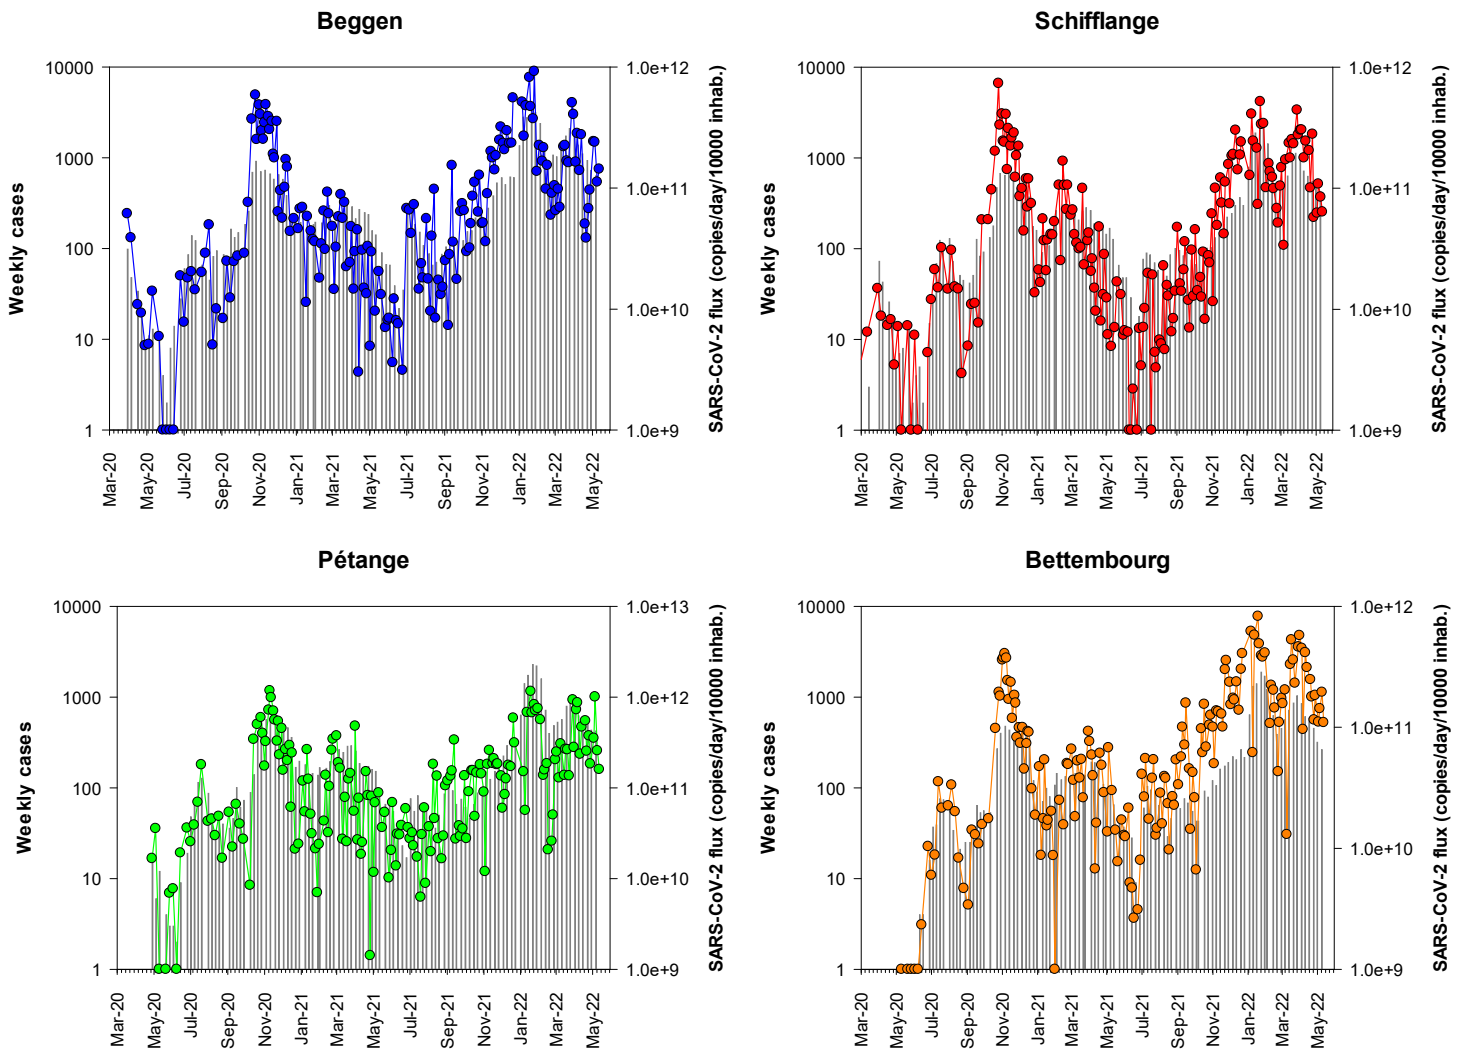 Beggen
Weekly cases
10000
1000
100
10
1
1.0e+12
1.0e+11
1.0e+10
1.0e+9
SARS-CoV-2 flux (copies/day/10000 inhab.)
Mar-20
May-20
Jul-20
Sep-20
Nov-20
Jan-21
Mar-21
May-21
Jul-21
Sep-21
Nov-21
Jan-22
Mar-22
May-22
Schifflange
Weekly cases
10000
1000
100
10
1
1.0e+12
1.0e+11
1.0e+10
1.0e+9
SARS-CoV-2 flux (copies/day/10000 inhab.)
Mar-20
May-20
Jul-20
Sep-20
Nov-20
Jan-21
Mar-21
May-21
Jul-21
Sep-21
Nov-21
Jan-22
Mar-22
May-22
Pétange
Weekly cases
10000
1000
100
10
1
1.0e+13
1.0e+12
1.0e+11
1.0e+10
1.0e+9
SARS-CoV-2 flux (copies/day/10000 inhab.)
Mar-20
May-20
Jul-20
Sep-20
Nov-20
Jan-21
Mar-21
May-21
Jul-21
Sep-21
Nov-21
Jan-22
Mar-22
May-22
Bettembourg
Weekly cases
10000
1000
100
10
1
1.0e+12
1.0e+11
1.0e+10
1.0e+9
SARS-CoV-2 flux (copies/day/10000 inhab.)
Mar-20
May-20
Jul-20
Sep-20
Nov-20
Jan-21
Mar-21
May-21
Jul-21
Sep-21
Nov-21
Jan-22
Mar-22
May-22